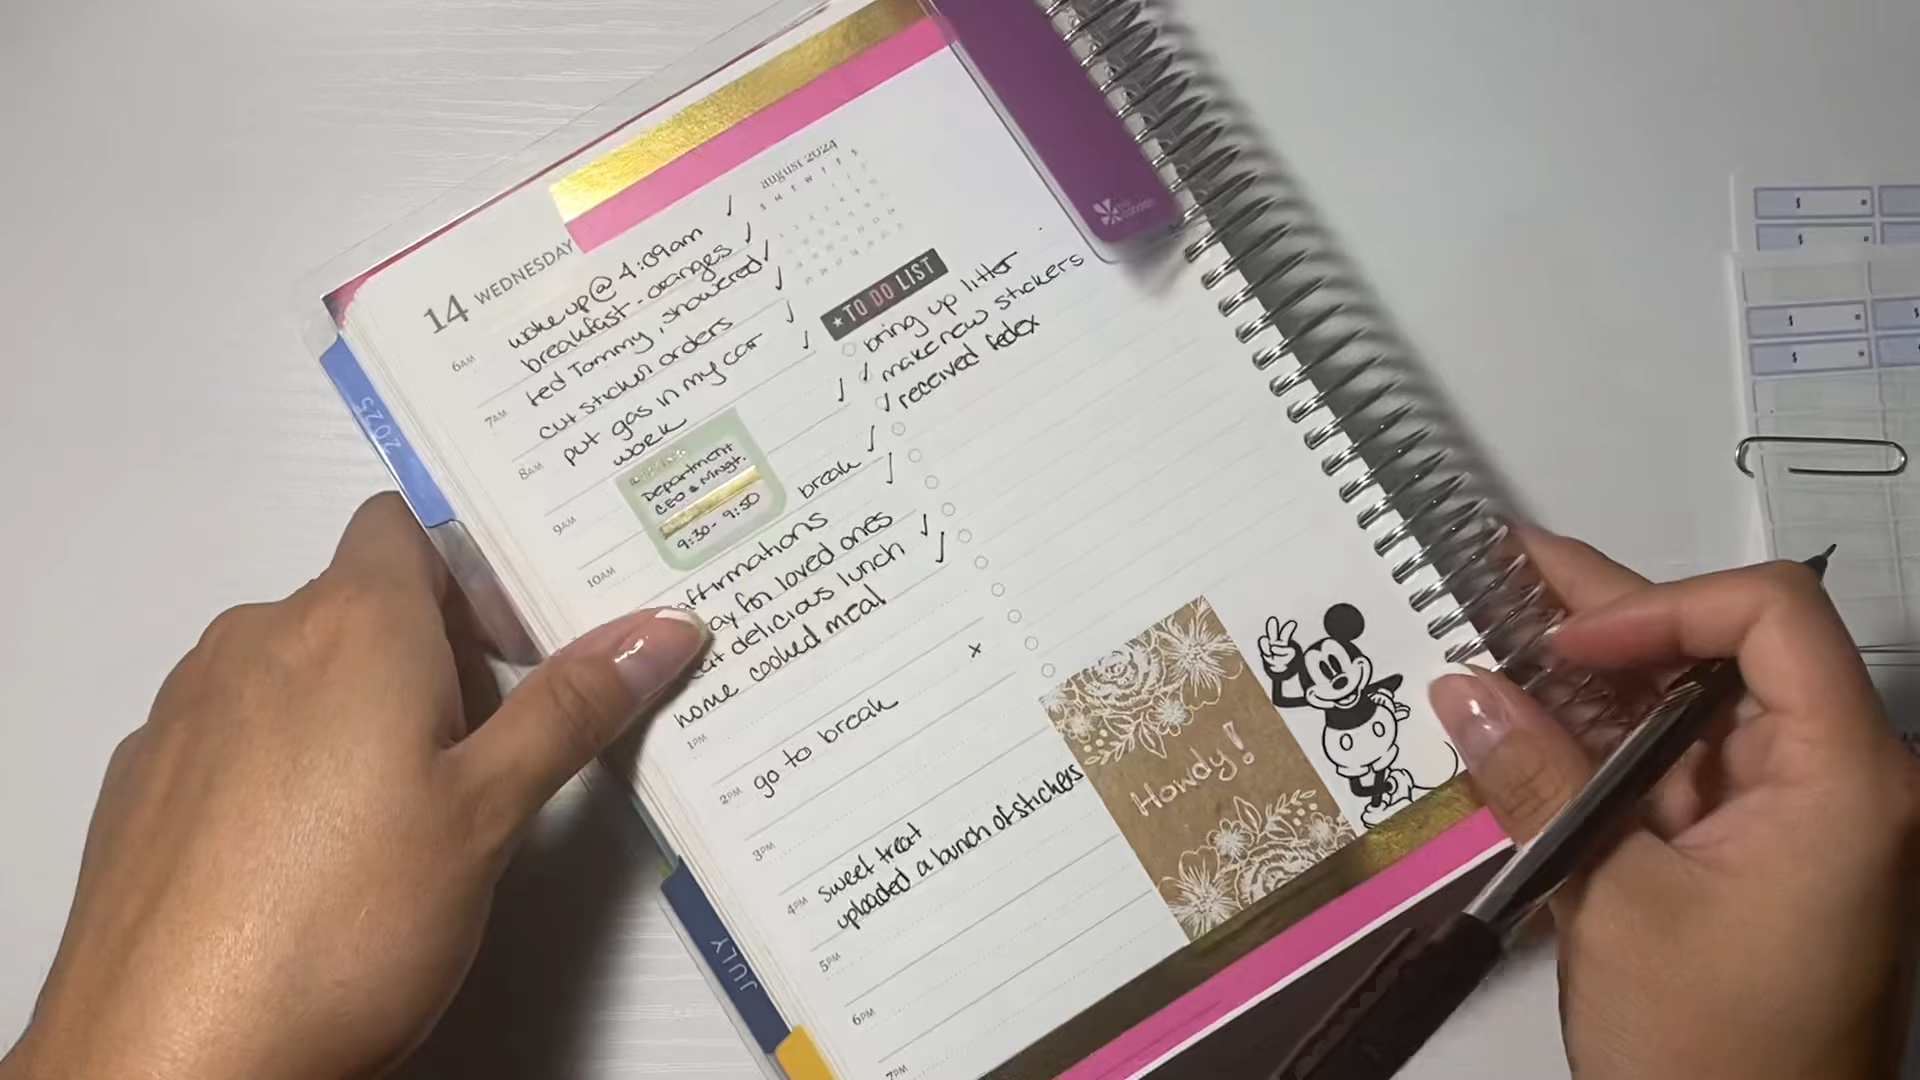 14 WEDNESDAY
august 2024
S M T W T F S
6AM
woke up @ 4:09am ✓
breakfast - oranges ✓
fed Tommy, showered ✓
7AM
cut sticker orders ✓
put gas in my car ✓
8AM
work ✓
Department
CEO & Mngt.
9:30 - 9:50
9AM
break ✓
10AM
affirmations ✓
for loved ones
delicious lunch ✓
home cooked meal ✓
1PM
x
2PM go to break
3PM
sweet treat
4PM uploaded a bunch of stickers
5PM
6PM
7PM
★ TO DO LIST
bring up litter
✓ make new stickers
✓ received fedex
Howdy!
2025
JULY